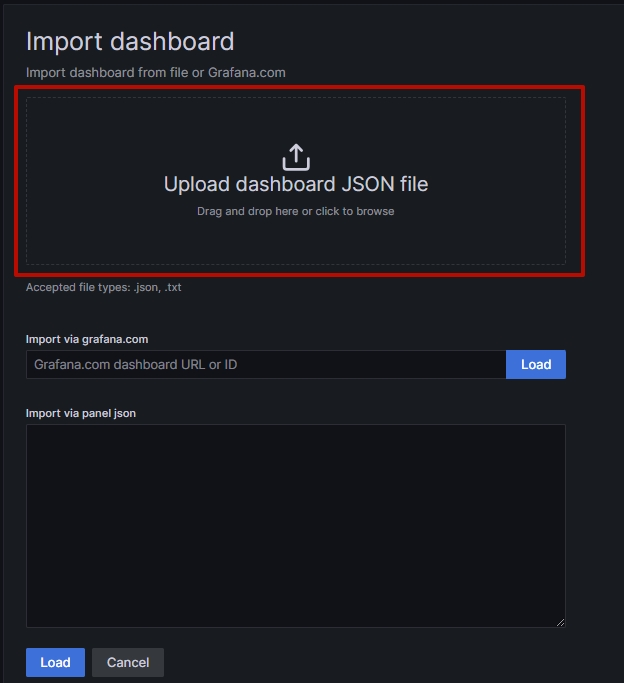 Import dashboard
Import dashboard from file or Grafana.com
Upload dashboard JSON file
Drag and drop here or click to browse
Accepted file types: .json, .txt
Import via grafana.com
Grafana.com dashboard URL or ID
Load
Import via panel json
Load
Cancel